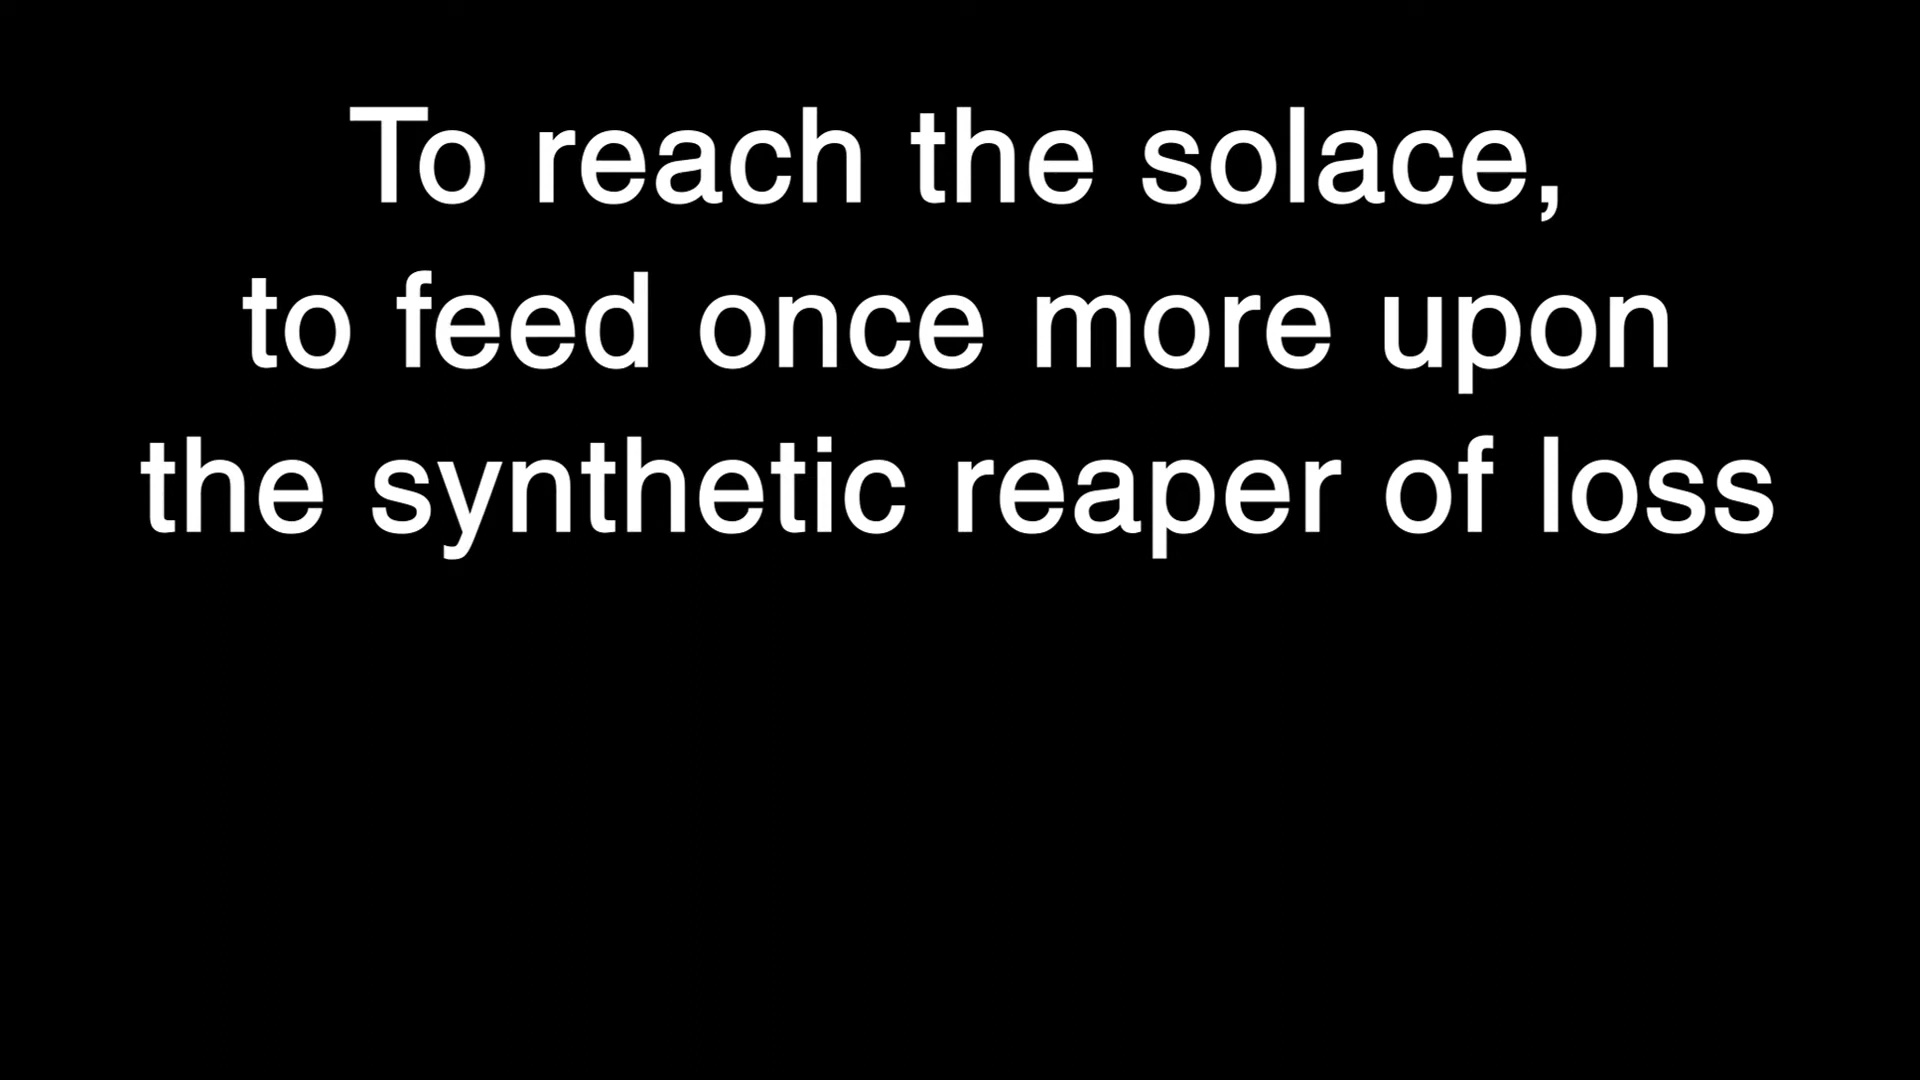 To reach the solace,
to feed once more upon
the synthetic reaper of loss